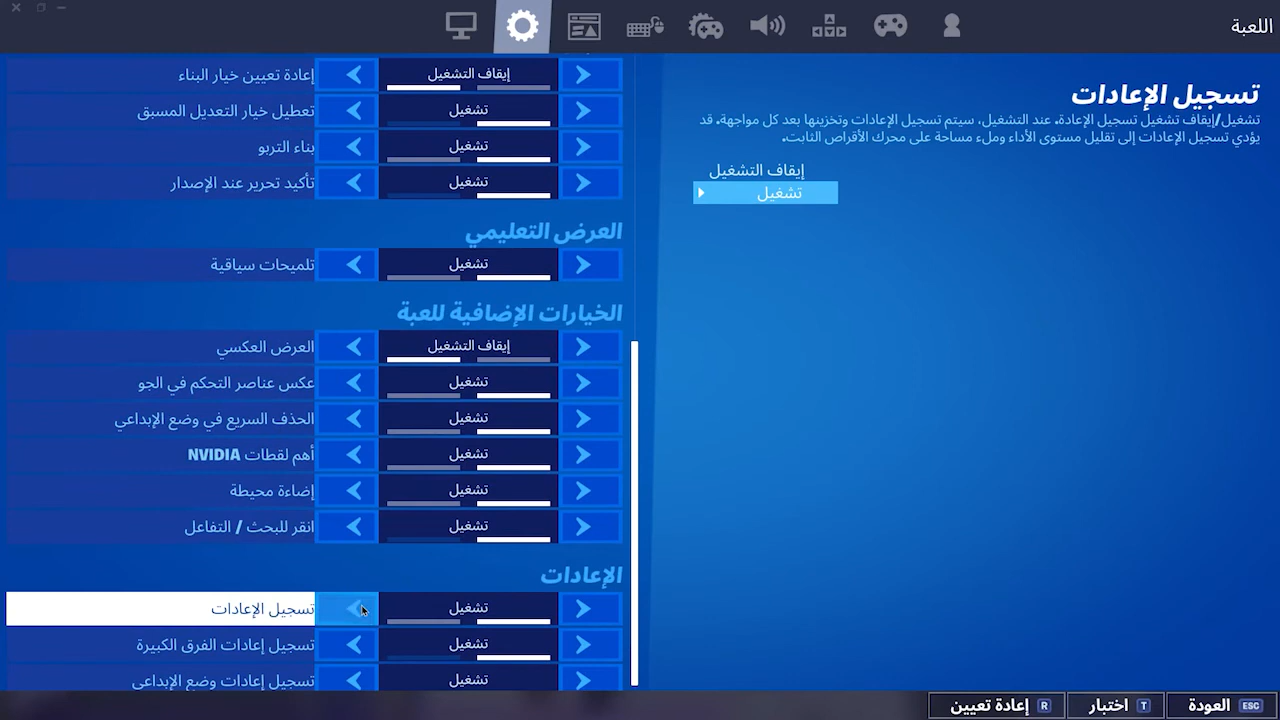 اللعبة
إعادة تعيين خيار البناء
إيقاف التشغيل
تعطيل خيار التعديل المسبق
تشغيل
بناء التربو
تشغيل
تأكيد تحرير عند الإصدار
تشغيل
العرض التعليمي
تلميحات سياقية
تشغيل
الخيارات الإضافية للعبة
العرض العكسي
إيقاف التشغيل
عكس عناصر التحكم في الجو
تشغيل
الحذف السريع في وضع الإبداعي
تشغيل
أهم لقطات NVIDIA
تشغيل
إضاءة محيطة
تشغيل
انقر للبحث / التفاعل
تشغيل
الإعادات
تسجيل الإعادات
تشغيل
تسجيل إعادات الفرق الكبيرة
تشغيل
تسجيل إعادات وضع الإبداعي
تشغيل
تسجيل الإعادات
تشغيل/إيقاف تشغيل تسجيل الإعادة. عند التشغيل، سيتم تسجيل الإعادات وتخزينها بعد كل مواجهة. قد
يؤدي تسجيل الإعادات إلى تقليل مستوى الأداء وملء مساحة على محرك الأقراص الثابت.
إيقاف التشغيل
تشغيل
العودة ESC
اختبار T
إعادة تعيين R